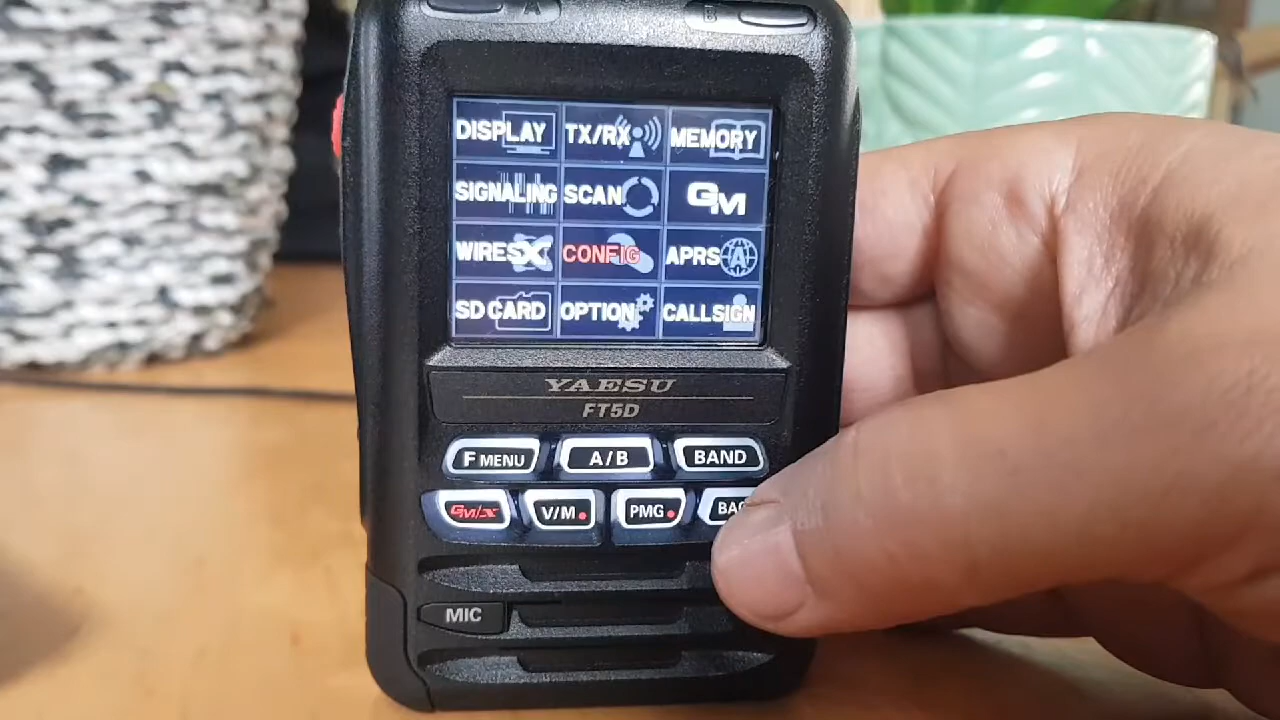 A B
DISPLAY TX/RX MEMORY
SIGNALING SCAN GM
WIRES X CONFIG APRS A
SD CARD OPTION CALLSIGN
YAESU
FT5D
F MENU A/B BAND
GM/X V/M PMG
MIC